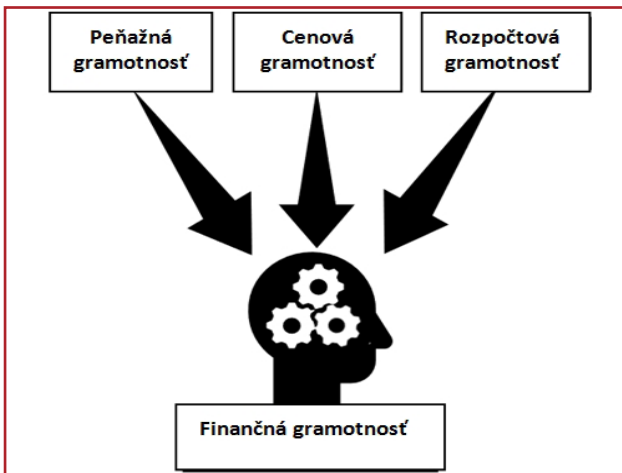 Peňažná
gramotnosť
Cenová
gramotnosť
Rozpočtová
gramotnosť
Finančná gramotnosť